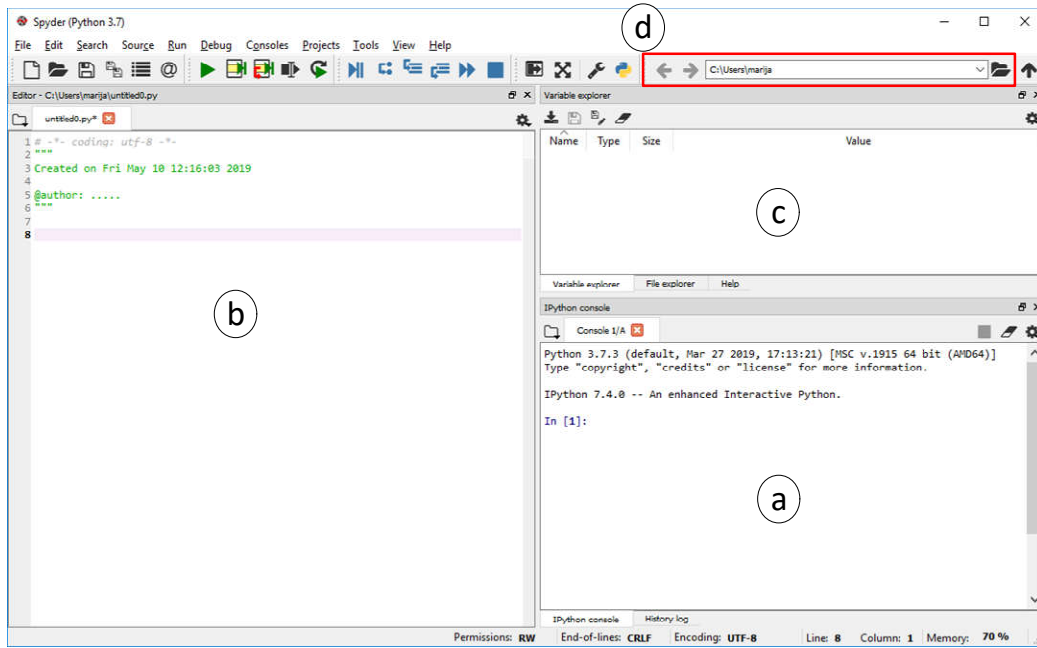 Spyder (Python 3.7)
d
File Edit Search Source Run Debug Consoles Projects Tools View Help
C:\Users\marija
Editor - C:\Users\marija\untitled0.py
untitled0.py*
1 # -*- coding: utf-8 -*-
2 """
3 Created on Fri May 10 12:16:03 2019
4
5 @author: .....
6 """
7
8
b
Variable explorer
Name Type Size Value
c
Variable explorer File explorer Help
IPython console
Console 1/A
Python 3.7.3 (default, Mar 27 2019, 17:13:21) [MSC v.1915 64 bit (AMD64)]
Type "copyright", "credits" or "license" for more information.
IPython 7.4.0 -- An enhanced Interactive Python.
In [1]:
a
IPython console History log
Permissions: RW End-of-lines: CRLF Encoding: UTF-8 Line: 8 Column: 1 Memory: 70 %